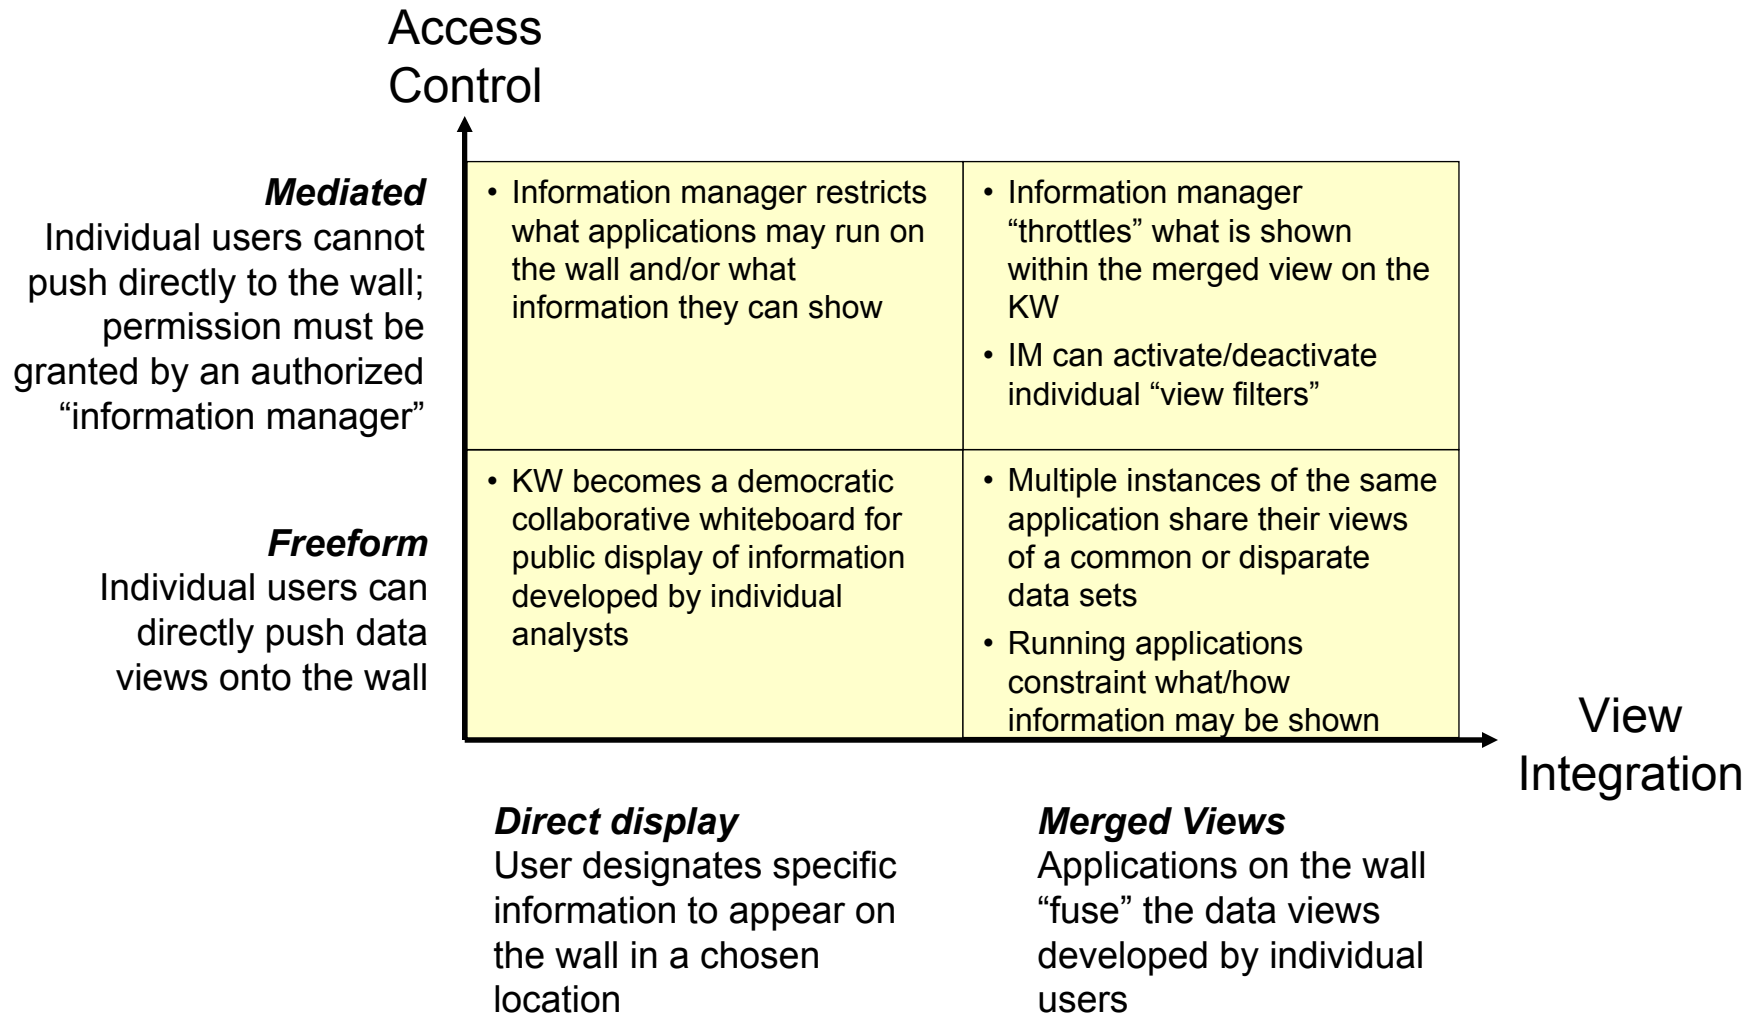 Access
Control
Mediated
Individual users cannot
push directly to the wall;
permission must be
granted by an authorized
“information manager”
• Information manager restricts
what applications may run on
the wall and/or what
information they can show
• Information manager
“throttles” what is shown
within the merged view on the
KW
• IM can activate/deactivate
individual “view filters”
Freeform
Individual users can
directly push data
views onto the wall
• KW becomes a democratic
collaborative whiteboard for
public display of information
developed by individual
analysts
• Multiple instances of the same
application share their views
of a common or disparate
data sets
• Running applications
constraint what/how
information may be shown
View
Integration
Direct display
User designates specific
information to appear on
the wall in a chosen
location
Merged Views
Applications on the wall
“fuse” the data views
developed by individual
users